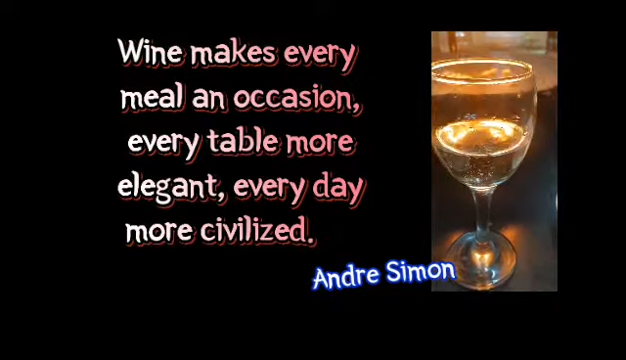 Wine makes every
meal an occasion,
every table more
elegant, every day
more civilized.
Andre Simon